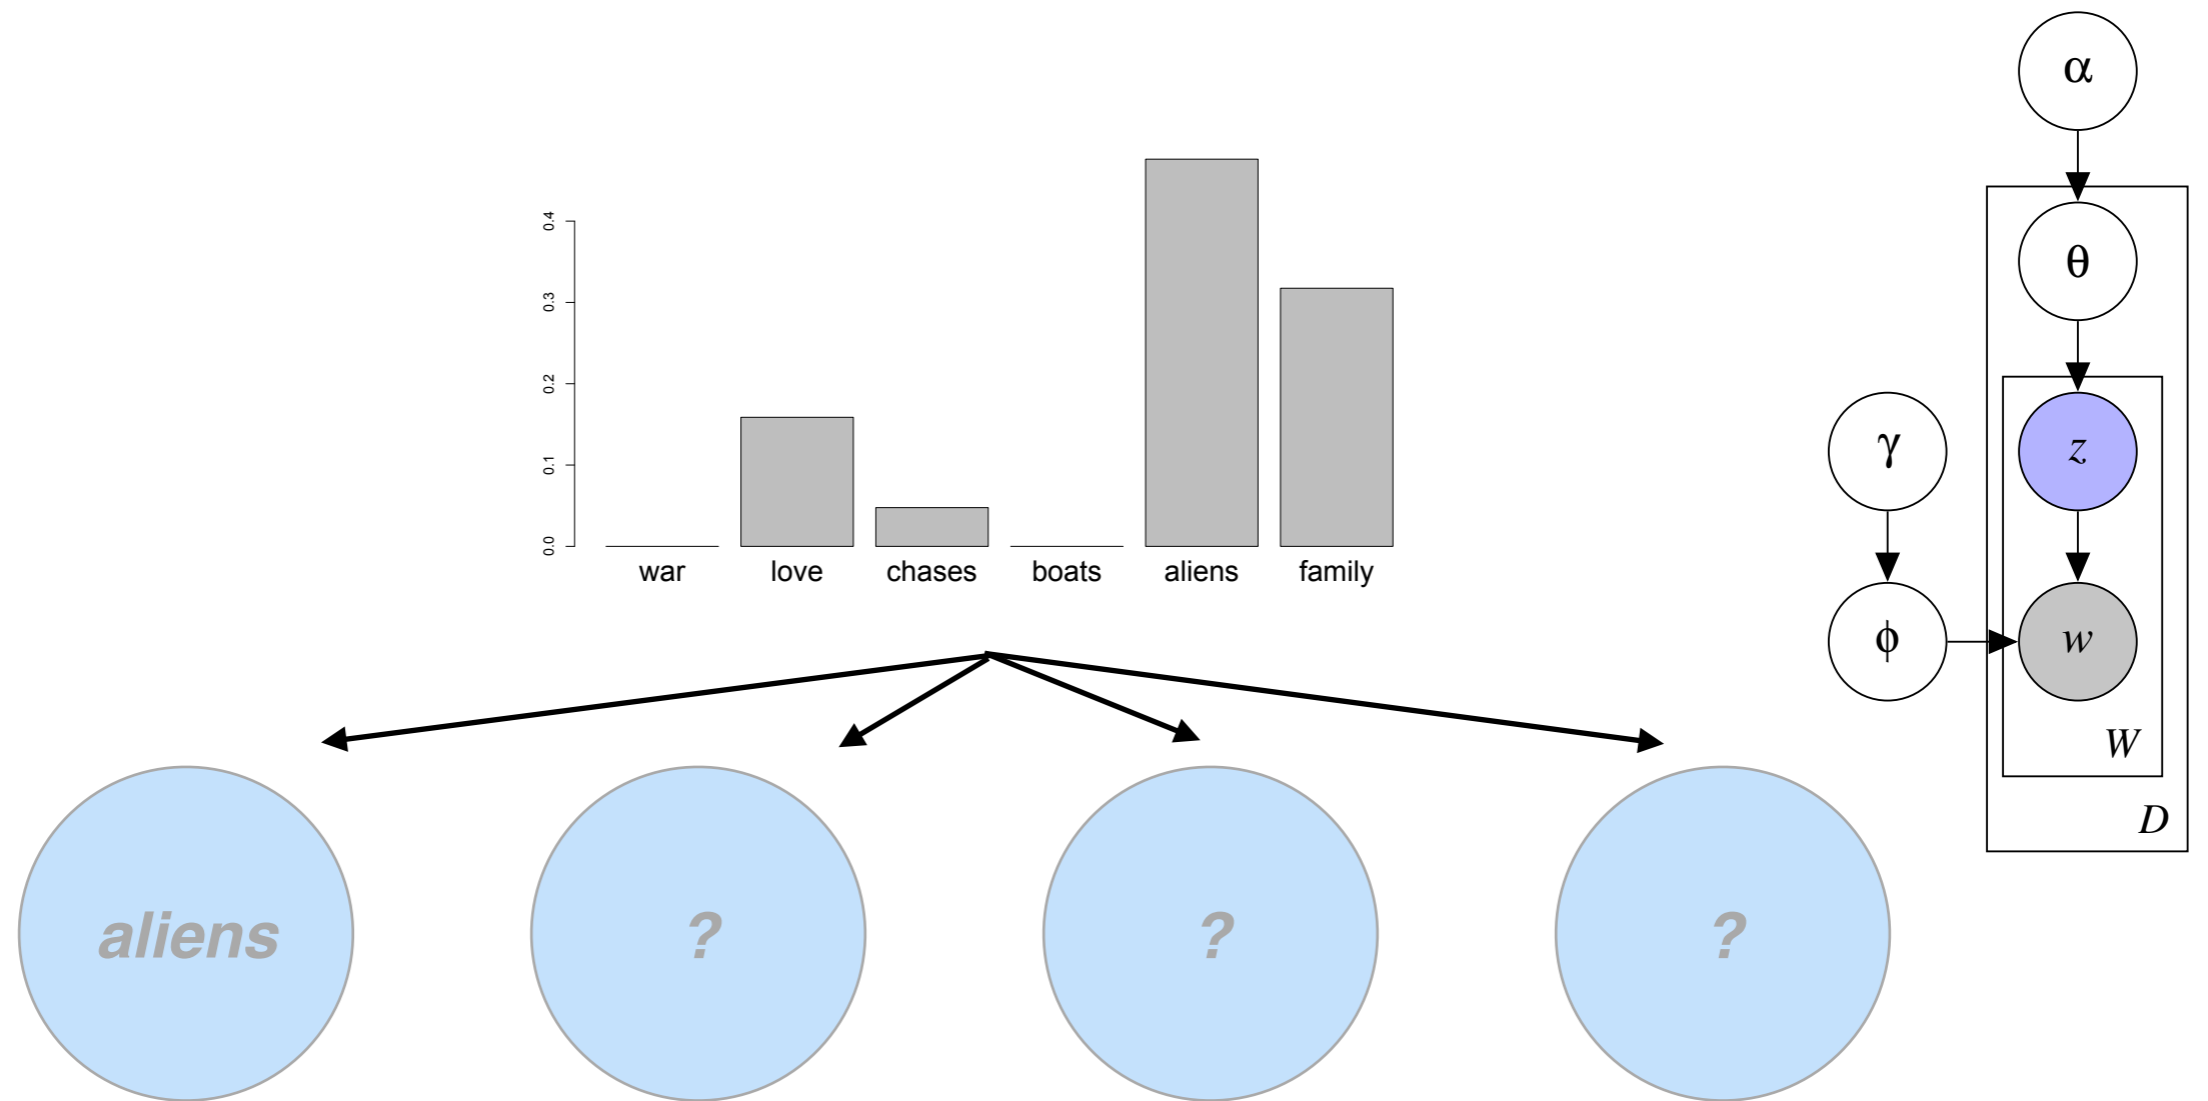 α
θ
γ
z
φ
w
W
D
0.4
0.3
0.2
0.1
0.0
war love chases boats aliens family
aliens ? ? ?